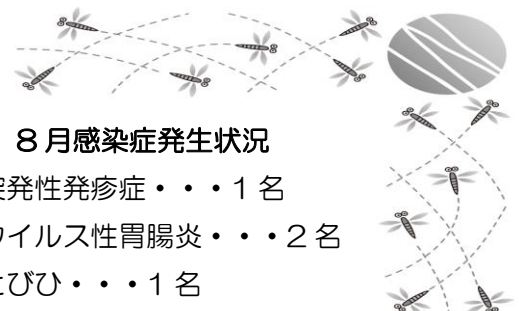 8月感染症発生状況
突発性発疹症・・・1名
ウイルス性胃腸炎・・・2名
とびひ・・・1名